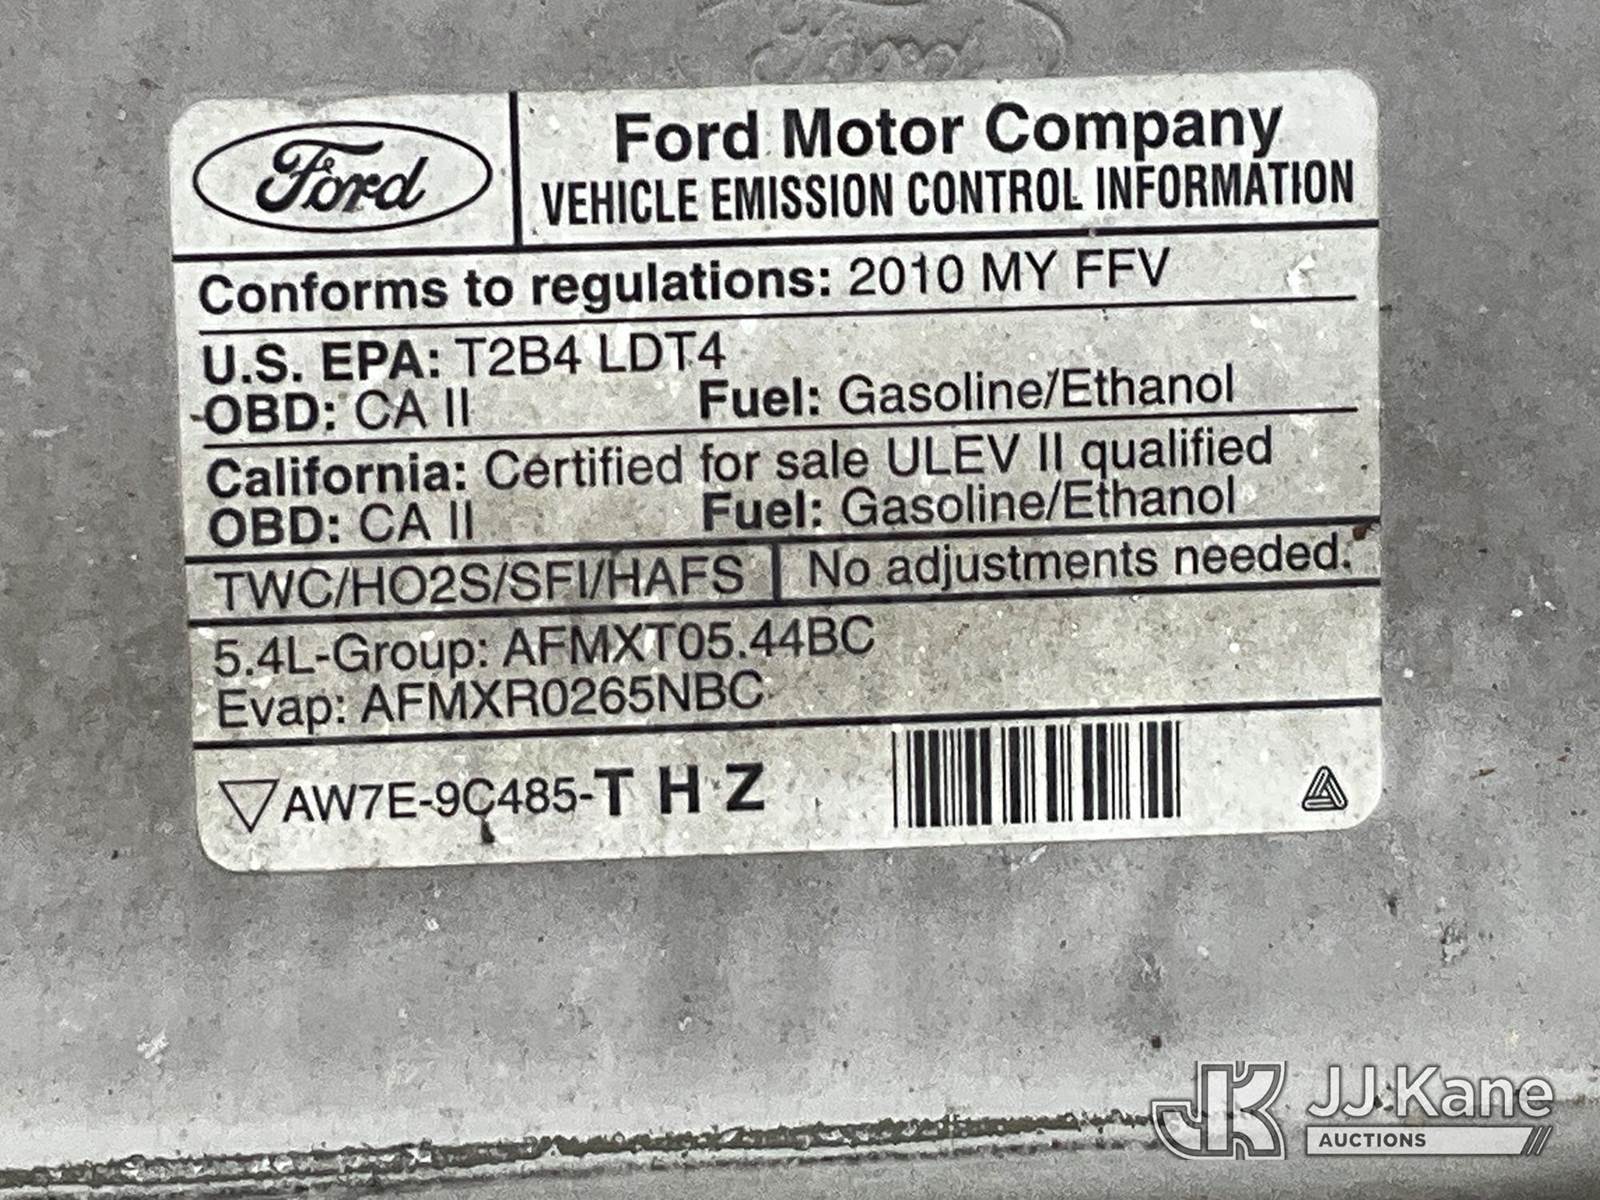 Ford
Ford
Ford Motor Company
VEHICLE EMISSION CONTROL INFORMATION
Conforms to regulations: 2010 MY FFV
U.S. EPA: T2B4 LDT4
OBD: CA II Fuel: Gasoline/Ethanol
California: Certified for sale ULEV II qualified
OBD: CA II Fuel: Gasoline/Ethanol
TWC/HO2S/SFI/HAFS No adjustments needed.
5.4L-Group: AFMXT05.44BC
Evap: AFMXR0265NBC
AW7E-9C485-T H Z
JK JJ.Kane
AUCTIONS